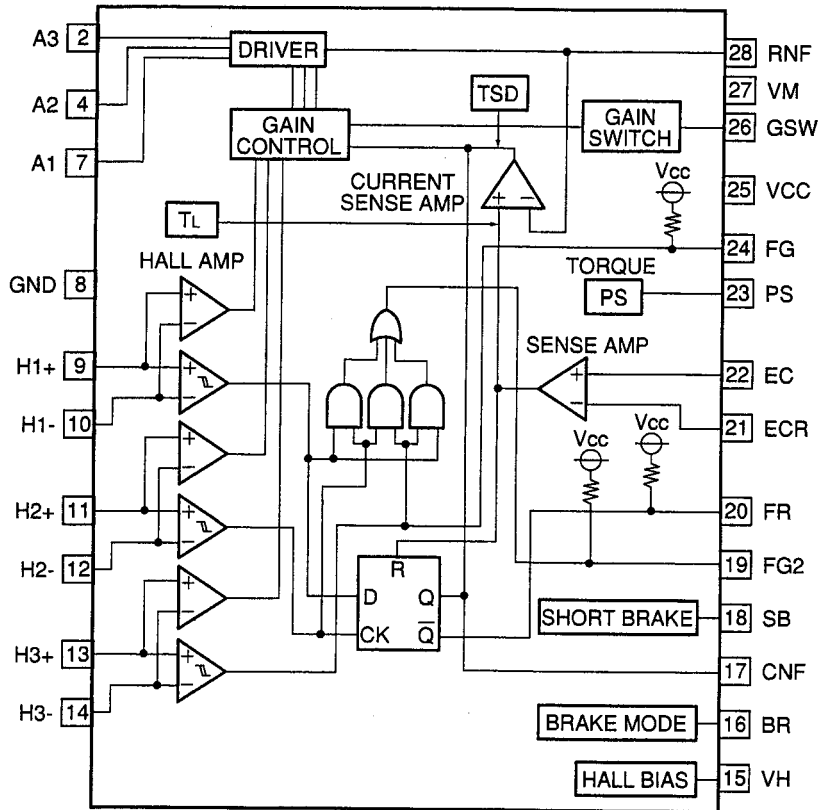 A3 2
DRIVER
28 RNF
TSD
27 VM
A2 4
GAIN
CONTROL
GAIN
SWITCH
26 GSW
A1 7
CURRENT
SENSE AMP
VCC
25 VCC
+ −
TL
24 FG
HALL AMP
TORQUE
GND 8
PS
23 PS
+
−
SENSE AMP
H1+ 9
+
−
22 EC
+
−
H1- 10
21 ECR
VCC
VCC
+
−
H2+ 11
+
−
20 FR
H2- 12
R
19 FG2
+
−
D Q
SHORT BRAKE
18 SB
CK Q̅
H3+ 13
+
−
17 CNF
H3- 14
BRAKE MODE
16 BR
HALL BIAS
15 VH